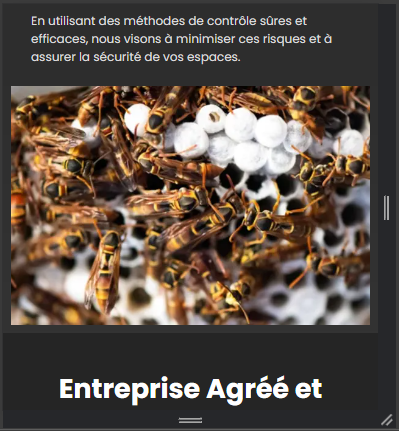 En utilisant des méthodes de contrôle sûres et
efficaces, nous visons à minimiser ces risques et à
assurer la sécurité de vos espaces.
Entreprise Agréé et